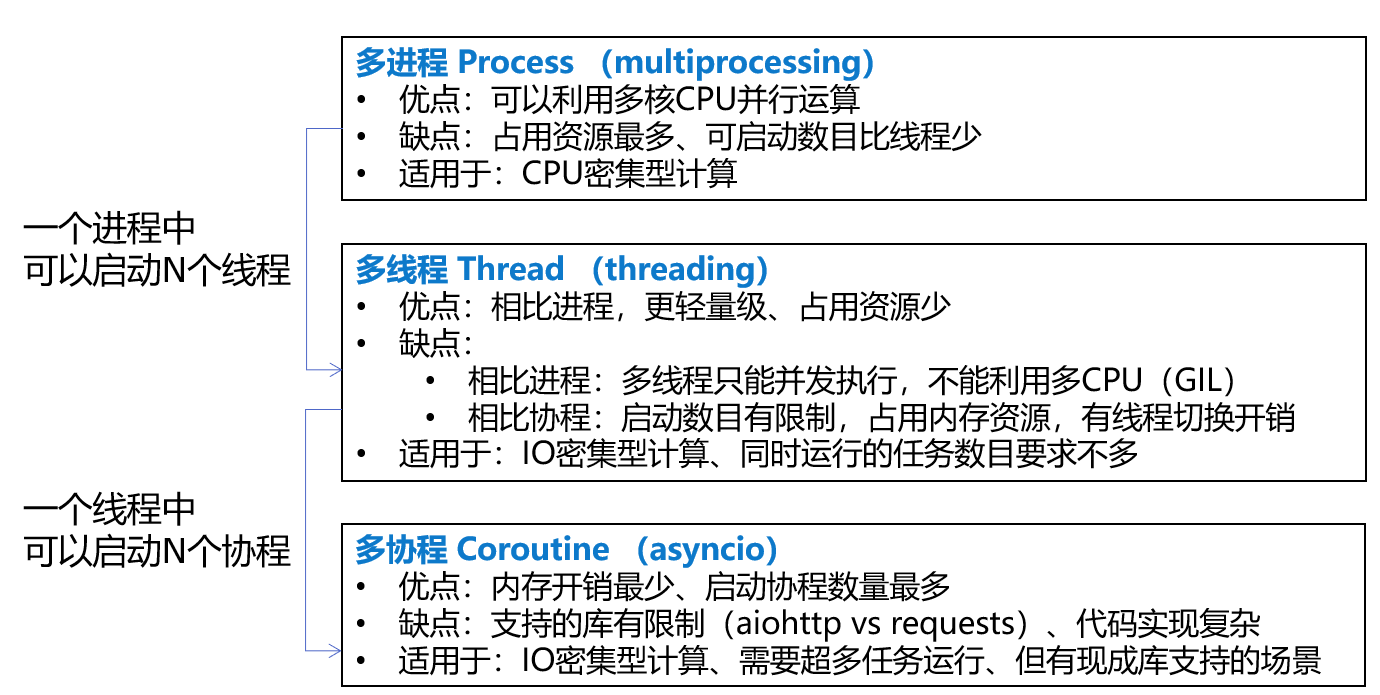 多进程 Process （multiprocessing）
• 优点：可以利用多核CPU并行运算
• 缺点：占用资源最多、可启动数目比线程少
• 适用于：CPU密集型计算
一个进程中
可以启动N个线程
多线程 Thread （threading）
• 优点：相比进程，更轻量级、占用资源少
• 缺点：
• 相比进程：多线程只能并发执行，不能利用多CPU（GIL）
• 相比协程：启动数目有限制，占用内存资源，有线程切换开销
• 适用于：IO密集型计算、同时运行的任务数目要求不多
一个线程中
可以启动N个协程
多协程 Coroutine （asyncio）
• 优点：内存开销最少、启动协程数量最多
• 缺点：支持的库有限制（aiohttp vs requests）、代码实现复杂
• 适用于：IO密集型计算、需要超多任务运行、但有现成库支持的场景